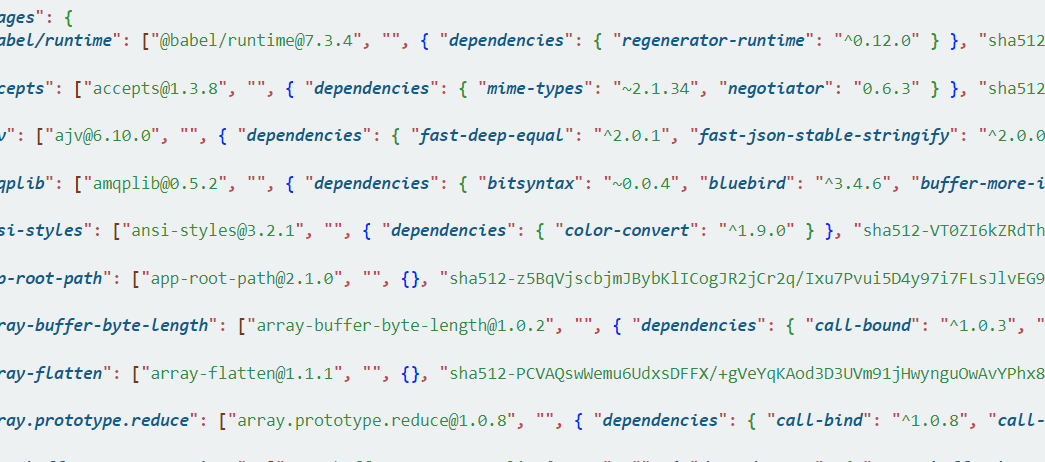 ages": {
abel/runtime": ["@babel/runtime@7.3.4", "", { "dependencies": { "regenerator-runtime": "^0.12.0" } }, "sha512
cepts": ["accepts@1.3.8", "", { "dependencies": { "mime-types": "~2.1.34", "negotiator": "0.6.3" } }, "sha512
v": ["ajv@6.10.0", "", { "dependencies": { "fast-deep-equal": "^2.0.1", "fast-json-stable-stringify": "^2.0.0
qplib": ["amqplib@0.5.2", "", { "dependencies": { "bitsyntax": "~0.0.4", "bluebird": "^3.4.6", "buffer-more-i
si-styles": ["ansi-styles@3.2.1", "", { "dependencies": { "color-convert": "^1.9.0" } }, "sha512-VT0ZI6kZRdTh
p-root-path": ["app-root-path@2.1.0", "", {}, "sha512-z5BqVjscbjmJBybKlICogJR2jCr2q/Ixu7Pvui5D4y97i7FLsJlvEG9
ray-buffer-byte-length": ["array-buffer-byte-length@1.0.2", "", { "dependencies": { "call-bound": "^1.0.3", "
ray-flatten": ["array-flatten@1.1.1", "", {}, "sha512-PCVAQswWemu6UdxsDFFX/+gVeYqKAod3D3UVm91jHwynguOwAvYPhx8
ray.prototype.reduce": ["array.prototype.reduce@1.0.8", "", { "dependencies": { "call-bind": "^1.0.8", "call-